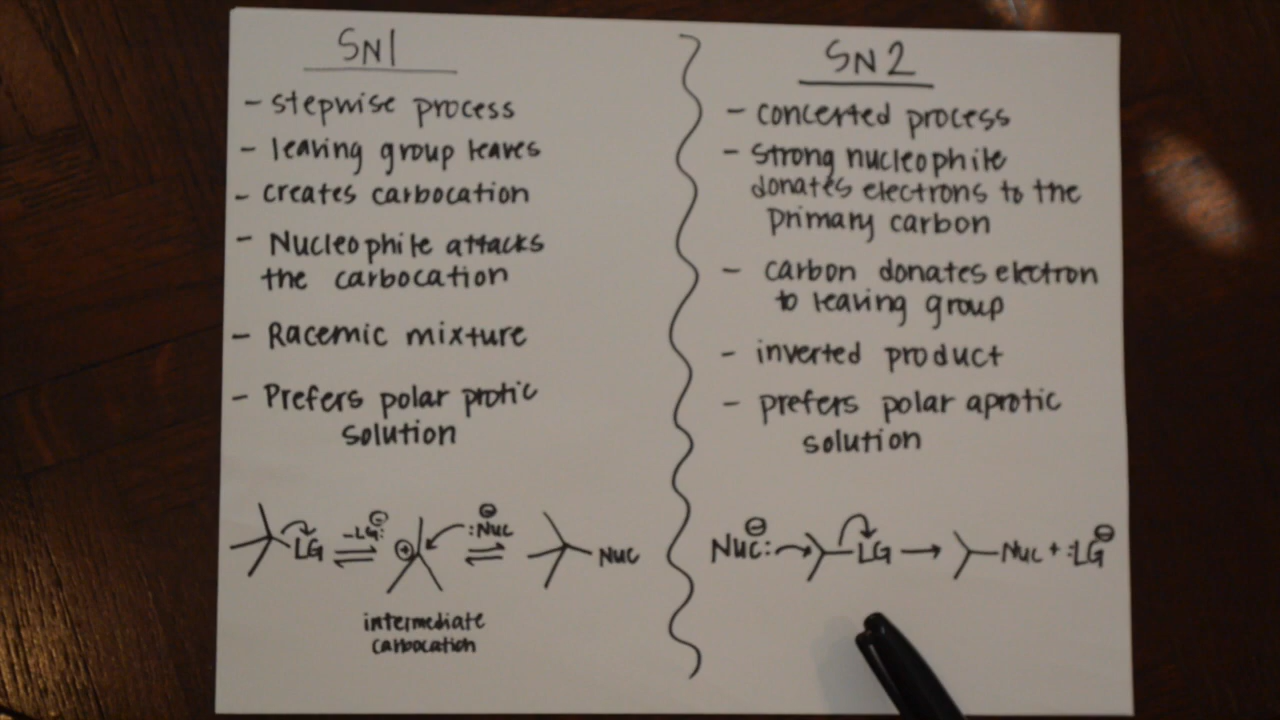 SN1
- stepwise process
- leaving group leaves
- creates carbocation
- Nucleophile attacks
the carbocation
- Racemic mixture
- Prefers polar protic
solution
LG
-LG:⊖
⊕
⊖
:Nuc
Nuc
intermediate
carbocation
SN2
- concerted process
- strong nucleophile
donates electrons to the
primary carbon
- carbon donates electron
to leaving group
- inverted product
- prefers polar aprotic
solution
Nuc:⊖ LG → Nuc + :LG⊖